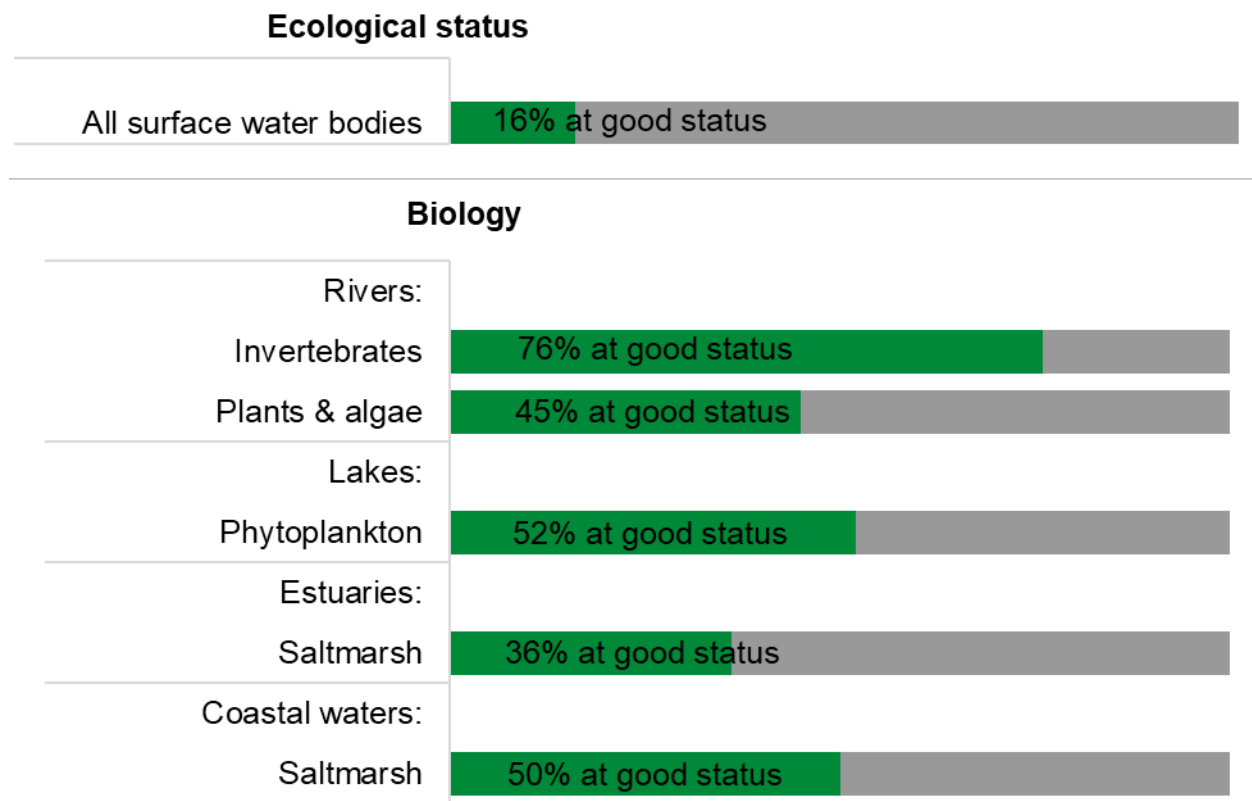 Ecological status
All surface water bodies 16% at good status
Biology
Rivers:
Invertebrates 76% at good status
Plants & algae 45% at good status
Lakes:
Phytoplankton 52% at good status
Estuaries:
Saltmarsh 36% at good status
Coastal waters:
Saltmarsh 50% at good status